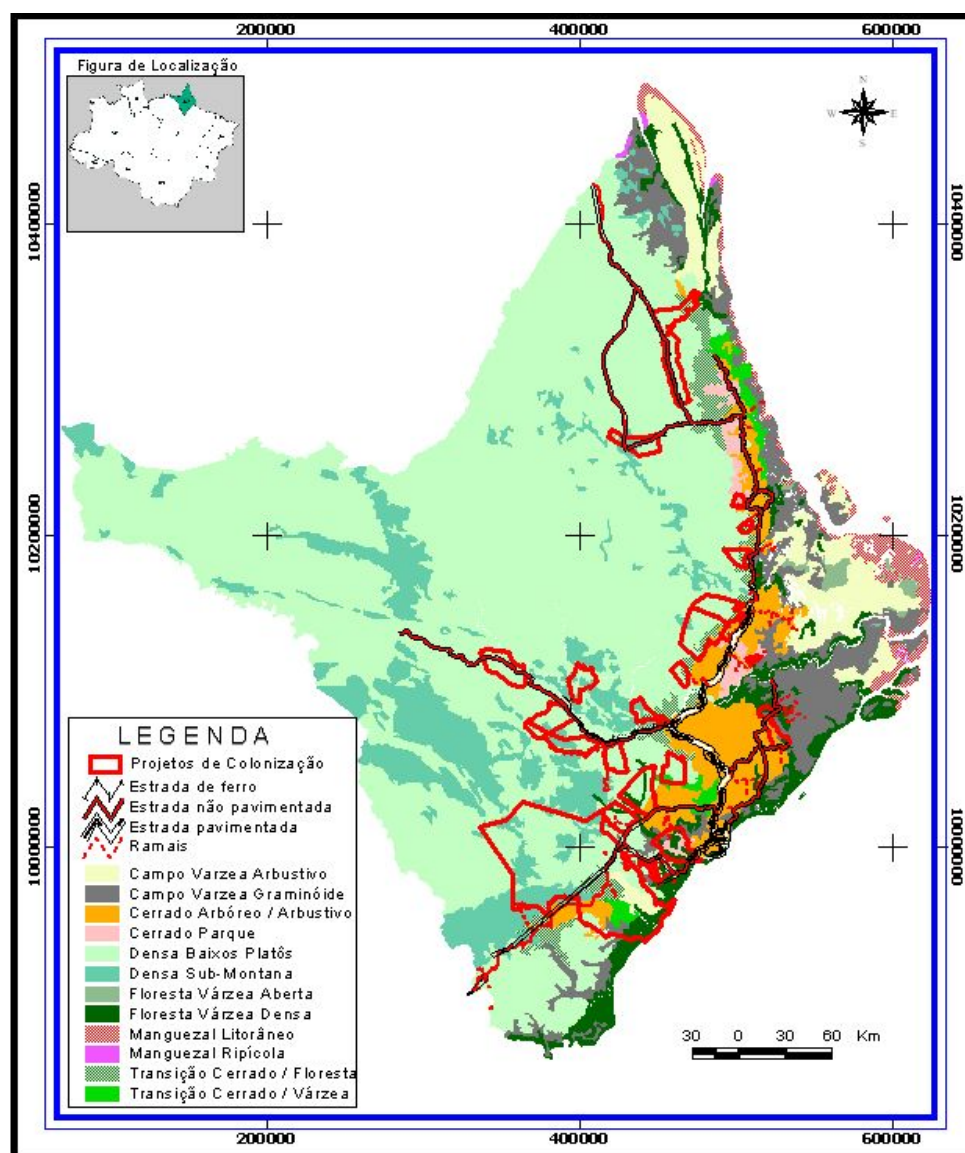 200000 400000 600000
Figura de Localização
N
W E
S
10400000 10400000
10200000 10200000
LEGENDA
Projetos de Colonização
Estrada de ferro
Estrada não pavimentada
Estrada pavimentada
Ramais
10000000 10000000
Campo Varzea Arbustivo
Campo Varzea Graminóide
Cerrado Arbóreo / Arbustivo
Cerrado Parque
Densa Baixos Platôs
Densa Sub-Montana
Floresta Várzea Aberta
Floresta Várzea Densa
Manguezal Litorâneo
Manguezal Ripícola
Transição Cerrado / Floresta
Transição Cerrado / Várzea
30 0 30 60 Km
200000 400000 600000